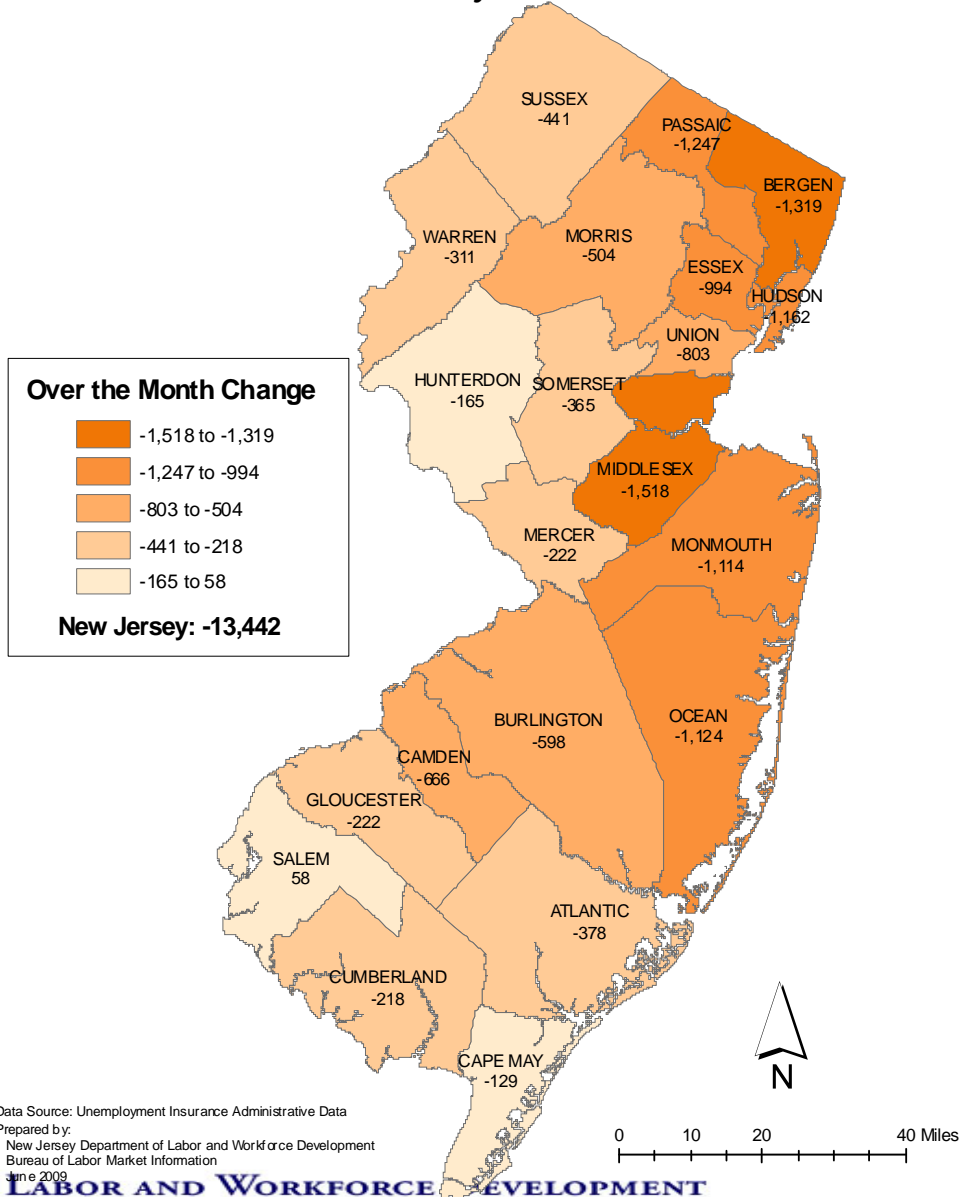 SUSSEX
-441
PASSAIC
-1,247
BERGEN
-1,319
WARREN
-311
MORRIS
-504
ESSEX
-994
HUDSON
-1,162
UNION
-803
HUNTERDON
-165
SOMERSET
-365
MIDDLESEX
-1,518
MERCER
-222
MONMOUTH
-1,114
Over the Month Change
-1,518 to -1,319
-1,247 to -994
-803 to -504
-441 to -218
-165 to 58
New Jersey: -13,442
BURLINGTON
-598
OCEAN
-1,124
CAMDEN
-666
GLOUCESTER
-222
SALEM
58
ATLANTIC
-378
CUMBERLAND
-218
CAPE MAY
-129
N
0 10 20 40 Miles
Data Source: Unemployment Insurance Administrative Data
Prepared by:
New Jersey Department of Labor and Workforce Development
Bureau of Labor Market Information
June 2009
LABOR AND WORKFORCE DEVELOPMENT